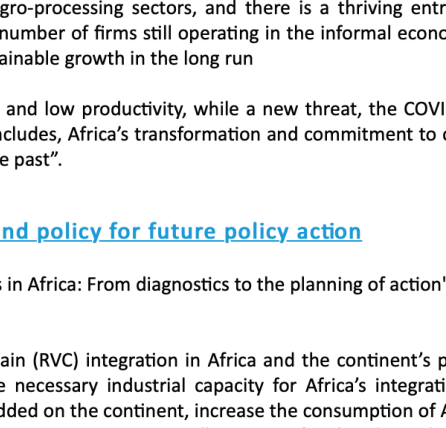 gro-processing sectors, and there is a thriving entr
number of firms still operating in the informal econo
ainable growth in the long run
and low productivity, while a new threat, the COVI
ncludes, Africa's transformation and commitment to
e past".
nd policy for future policy action
s in Africa: From diagnostics to the planning of action'
ain (RVC) integration in Africa and the continent's p
e necessary industrial capacity for Africa's integrati
dded on the continent, increase the consumption of A